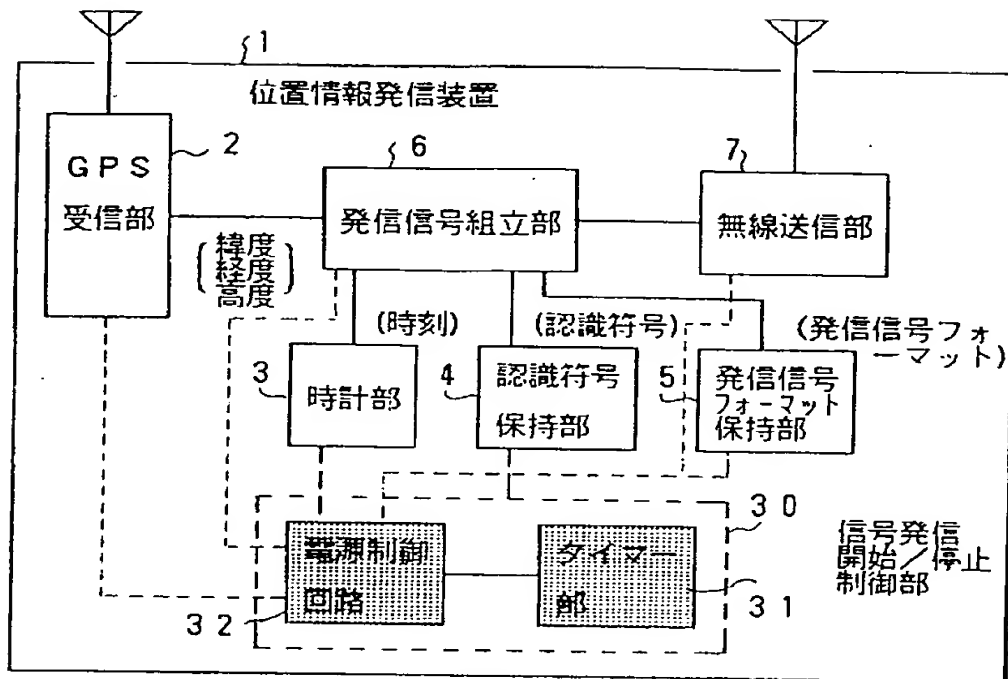 1
位置情報発信装置
2
GPS
受信部
緯度
経度
高度
6
発信信号組立部
7
無線送信部
(時刻)
(認識符号)
(発信信号フォ
ーマット)
3
時計部
4
認識符号
保持部
5
発信信号
フォーマット
保持部
30
電源制御
回路
32
タイマー
部
31
信号発信
開始/停止
制御部